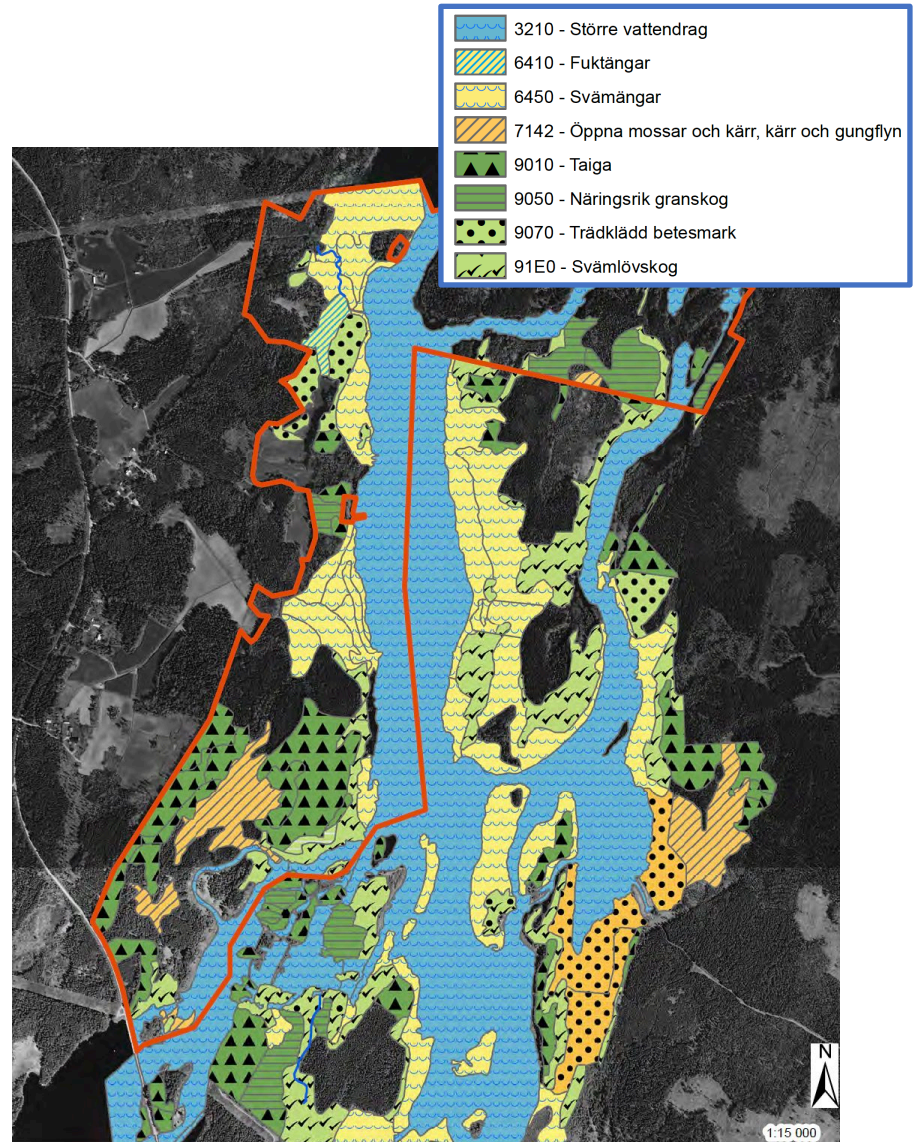 3210 - Större vattendrag
6410 - Fuktängar
6450 - Svämängar
7142 - Öppna mossar och kärr, kärr och gungflyn
9010 - Taiga
9050 - Näringsrik granskog
9070 - Trädklädd betesmark
91E0 - Svämlövskog
N
1:15 000